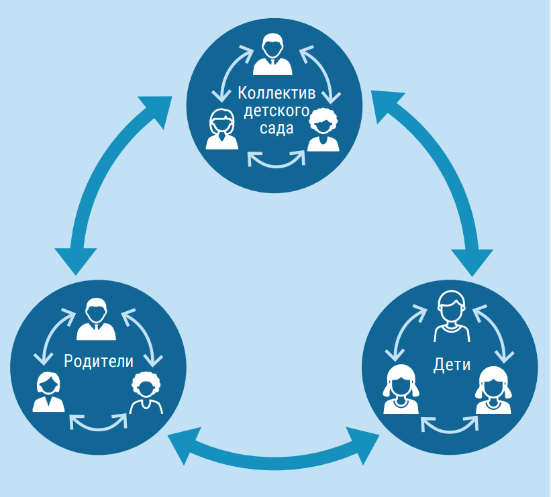 Коллектив
детского
сада
Родители
Дети